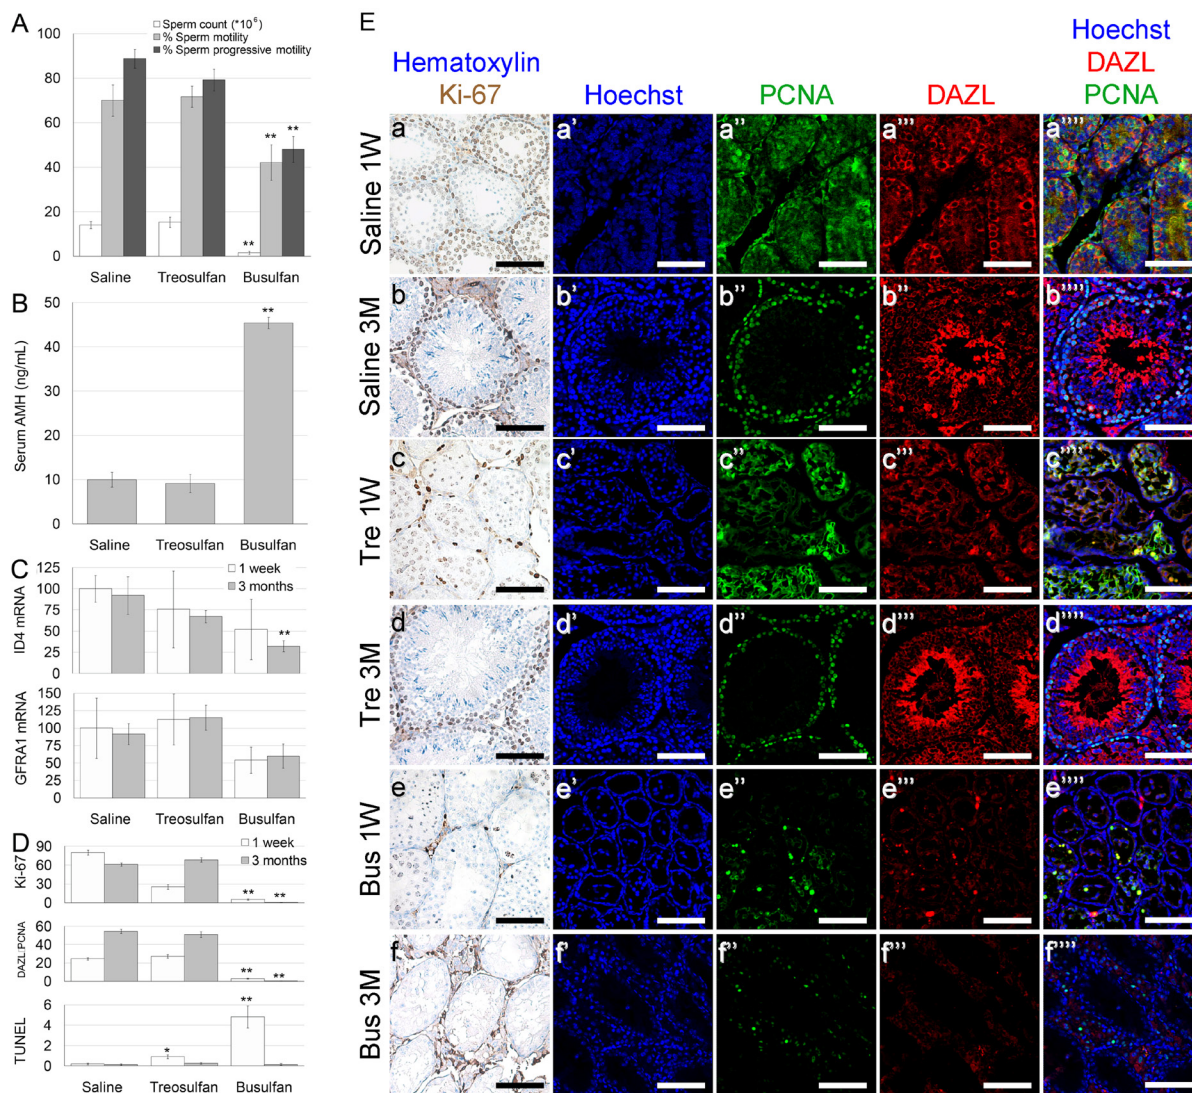 A
Sperm count (*10⁶)
% Sperm motility
% Sperm progressive motility
100
80
60
40
20
0
**
**
**
Saline Treosulfan Busulfan
B
Serum AMH (ng/mL)
50
40
30
20
10
0
**
Saline Treosulfan Busulfan
C
1 week
3 months
ID4 mRNA
125
100
75
50
25
0
**
GFRA1 mRNA
150
125
100
75
50
25
0
Saline Treosulfan Busulfan
D
1 week
3 months
Ki-67
90
60
30
0
** **
DAZL:PCNA
60
40
20
0
** **
TUNEL
6
4
2
0
*
**
Saline Treosulfan Busulfan
E
Hematoxylin
Ki-67
Hoechst
PCNA
DAZL
Hoechst
DAZL
PCNA
Saline 1W
a a' a'' a''' a''''
Saline 3M
b b' b'' b'' b''''
Tre 1W
c c' c'' c''' c''''
Tre 3M
d d' d'' d''' d''''
Bus 1W
e e' e'' e''' e''''
Bus 3M
f f' f'' f''' f''''